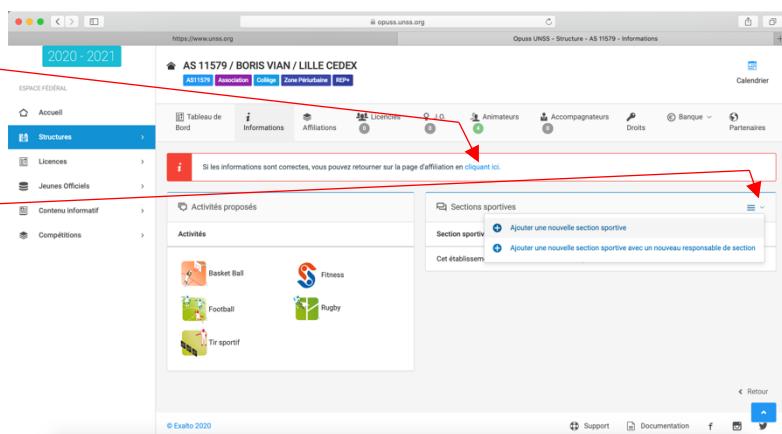 opuss.unss.org
https://www.unss.org
Opuss UNSS - Structure - AS 11579 - Informations
2020 - 2021
ESPACE FÉDÉRAL
Accueil
Structures
Licences
Jeunes Officiels
Contenu informatif
Compétitions
AS 11579 / BORIS VIAN / LILLE CEDEX
AS11579 Association Collège Zone Périurbaine REP+
Calendrier
Tableau de Bord
Informations
Affiliations
Licenciés
0
J.O.
0
Animateurs
4
Accompagnateurs
0
Droits
Banque
Partenaires
Si les informations sont correctes, vous pouvez retourner sur la page d'affiliation en cliquant ici.
Activités proposés
Activités
Basket Ball
Fitness
Football
Rugby
Tir sportif
Sections sportives
Section sportiv
Ajouter une nouvelle section sportive
Ajouter une nouvelle section sportive avec un nouveau responsable de section
Cet établissem
Retour
© Exalto 2020
Support
Documentation